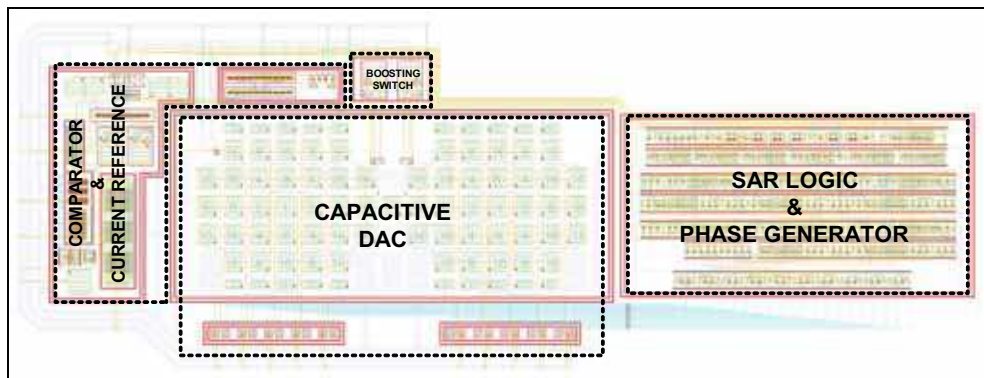 COMPARATOR
&
CURRENT REFERENCE
BOOSTING
SWITCH
CAPACITIVE
DAC
SAR LOGIC
&
PHASE GENERATOR